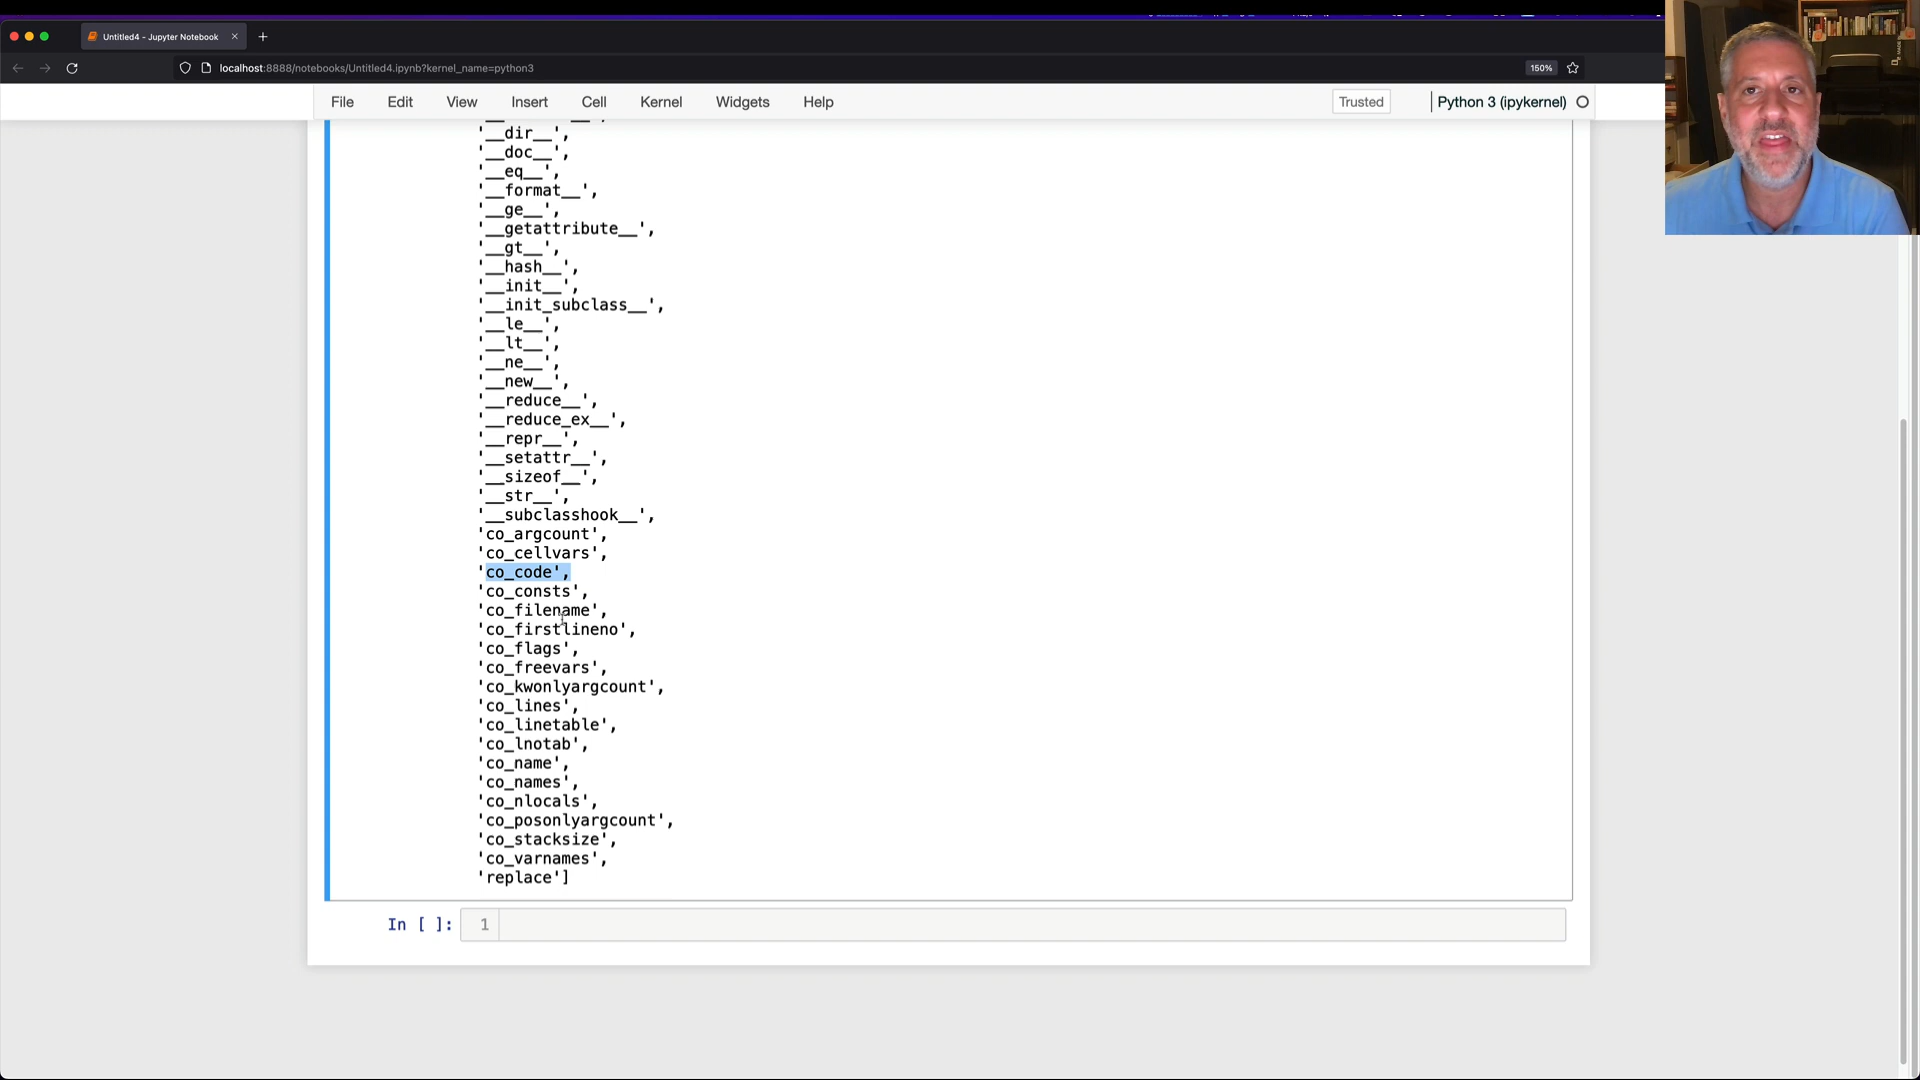 Untitled4 - Jupyter Notebook
localhost:8888/notebooks/Untitled4.ipynb?kernel_name=python3
150%
File Edit View Insert Cell Kernel Widgets Help
Trusted
Python 3 (ipykernel)
'__dir__',
'__doc__',
'__eq__',
'__format__',
'__ge__',
'__getattribute__',
'__gt__',
'__hash__',
'__init__',
'__init_subclass__',
'__le__',
'__lt__',
'__ne__',
'__new__',
'__reduce__',
'__reduce_ex__',
'__repr__',
'__setattr__',
'__sizeof__',
'__str__',
'__subclasshook__',
'co_argcount',
'co_cellvars',
'co_code',
'co_consts',
'co_filename',
'co_firstlineno',
'co_flags',
'co_freevars',
'co_kwonlyargcount',
'co_lines',
'co_linetable',
'co_lnotab',
'co_name',
'co_names',
'co_nlocals',
'co_posonlyargcount',
'co_stacksize',
'co_varnames',
'replace']
In [ ]: 1